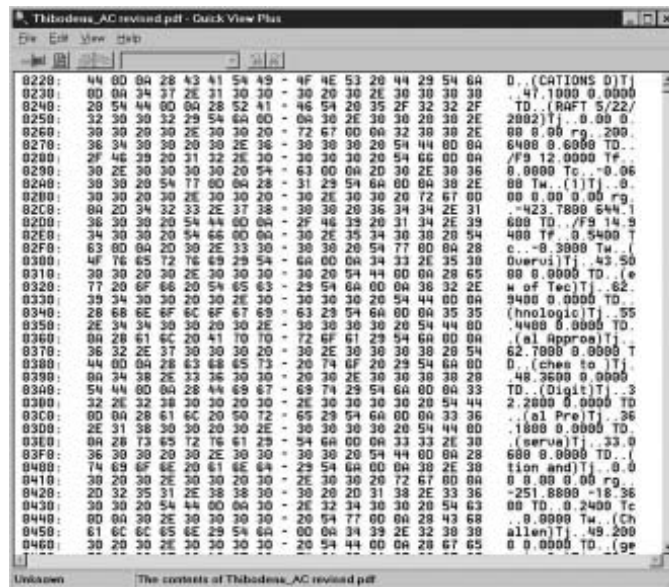 Thibodeau_AC revised.pdf - Quick View Plus
File Edit View Help
0220: 44 0D 0A 28 43 41 54 49 - 4F 4E 53 20 44 29 54 6A D..(CATIONS D)Tj
0230: 0D 0A 34 37 2E 31 30 30 - 30 20 30 2E 30 30 30 30 ..47.1000 0.0000
0240: 20 54 44 0D 0A 28 52 41 - 46 54 20 35 2F 32 32 2F TD..(RAFT 5/22/
0250: 32 30 30 32 29 54 6A 0D - 0A 30 2E 30 30 20 30 2E 2002)Tj..0.00 0.
0260: 30 30 20 30 2E 30 30 20 - 72 67 0D 0A 32 30 30 2E 00 0.00 rg..200.
0270: 36 34 30 30 20 30 2E 36 - 30 30 30 20 54 44 0D 0A 6400 0.6000 TD..
0280: 2F 46 39 20 31 32 2E 30 - 30 30 30 20 54 66 0D 0A /F9 12.0000 Tf..
0290: 30 2E 30 30 30 30 20 54 - 63 0D 0A 2D 30 2E 30 36 0.0000 Tc..-0.06
02A0: 30 30 20 54 77 0D 0A 28 - 31 29 54 6A 0D 0A 30 2E 00 Tw..(1)Tj..0.
02B0: 30 30 20 30 2E 30 30 20 - 30 2E 30 30 20 72 67 0D 00 0.00 0.00 rg.
02C0: 0A 2D 34 32 33 2E 37 38 - 30 30 20 36 34 34 2E 31 .-423.7800 644.1
02D0: 36 30 30 20 54 44 0D 0A - 2F 46 39 20 31 34 2E 39 600 TD../F9 14.9
02E0: 34 30 30 20 54 66 0D 0A - 30 2E 35 34 30 30 20 54 400 Tf..0.5400 T
02F0: 63 0D 0A 2D 30 2E 33 30 - 30 30 20 54 77 0D 0A 28 c..-0.3000 Tw..(
0300: 4F 76 65 72 76 69 29 54 - 6A 0D 0A 34 33 2E 35 30 Overvi)Tj..43.50
0310: 30 30 20 30 2E 30 30 30 - 30 20 54 44 0D 0A 28 65 00 0.0000 TD..(e
0320: 77 20 6F 66 20 54 65 63 - 29 54 6A 0D 0A 36 32 2E w of Tec)Tj..62.
0330: 39 34 30 30 20 30 2E 30 - 30 30 30 20 54 44 0D 0A 9400 0.0000 TD..
0340: 28 68 6E 6F 6C 6F 67 69 - 63 29 54 6A 0D 0A 35 35 (hnologic)Tj..55
0350: 2E 34 34 30 30 20 30 2E - 30 30 30 30 20 54 44 0D .4400 0.0000 TD.
0360: 0A 28 61 6C 20 41 70 70 - 72 6F 61 29 54 6A 0D 0A .(al Approa)Tj..
0370: 36 32 2E 37 30 30 30 20 - 30 2E 30 30 30 30 20 54 62.7000 0.0000 T
0380: 44 0D 0A 28 63 68 65 73 - 20 74 6F 20 29 54 6A 0D D..(ches to )Tj.
0390: 0A 34 38 2E 33 36 30 30 - 20 30 2E 30 30 30 30 20 .48.3600 0.0000
03A0: 54 44 0D 0A 28 44 69 67 - 69 74 29 54 6A 0D 0A 33 TD..(Digit)Tj..3
03B0: 32 2E 32 38 30 30 20 30 - 2E 30 30 30 30 20 54 44 2.2800 0.0000 TD
03C0: 0D 0A 28 61 6C 20 50 72 - 65 29 54 6A 0D 0A 33 36 ..(al Pre)Tj..36
03D0: 2E 31 38 30 30 20 30 2E - 30 30 30 30 20 54 44 0D .1800 0.0000 TD.
03E0: 0A 28 73 65 72 76 61 29 - 54 6A 0D 0A 33 33 2E 30 .(serva)Tj..33.0
03F0: 36 30 30 20 30 2E 30 30 - 30 30 20 54 44 0D 0A 28 600 0.0000 TD..(
0400: 74 69 6F 6E 20 61 6E 64 - 29 54 6A 0D 0A 30 2E 30 tion and)Tj..0.0
0410: 30 20 30 2E 30 30 20 30 - 2E 30 30 20 72 67 0D 0A 0 0.00 0.00 rg..
0420: 2D 32 35 31 2E 38 38 30 - 30 20 2D 31 38 2E 33 36 -251.8800 -18.36
0430: 30 30 20 54 44 0D 0A 30 - 2E 32 34 30 30 20 54 63 00 TD..0.2400 Tc
0440: 0D 0A 30 2E 30 30 30 30 - 20 54 77 0D 0A 28 43 68 ..0.0000 Tw..(Ch
0450: 61 6C 6C 65 6E 29 54 6A - 0D 0A 34 39 2E 32 30 30 allen)Tj..49.200
0460: 30 20 30 2E 30 30 30 30 - 20 54 44 0D 0A 28 67 65 0 0.0000 TD..(ge
Unknown The contents of Thibodeau_AC revised.pdf